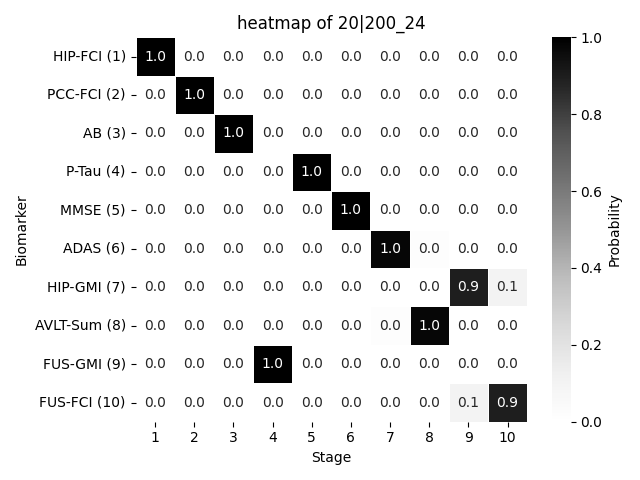 heatmap of 20|200_24
HIP-FCI (1) 1.0 0.0 0.0 0.0 0.0 0.0 0.0 0.0 0.0 0.0
PCC-FCI (2) 0.0 1.0 0.0 0.0 0.0 0.0 0.0 0.0 0.0 0.0
AB (3) 0.0 0.0 1.0 0.0 0.0 0.0 0.0 0.0 0.0 0.0
P-Tau (4) 0.0 0.0 0.0 0.0 1.0 0.0 0.0 0.0 0.0 0.0
MMSE (5) 0.0 0.0 0.0 0.0 0.0 1.0 0.0 0.0 0.0 0.0
ADAS (6) 0.0 0.0 0.0 0.0 0.0 0.0 1.0 0.0 0.0 0.0
HIP-GMI (7) 0.0 0.0 0.0 0.0 0.0 0.0 0.0 0.0 0.9 0.1
AVLT-Sum (8) 0.0 0.0 0.0 0.0 0.0 0.0 0.0 1.0 0.0 0.0
FUS-GMI (9) 0.0 0.0 0.0 1.0 0.0 0.0 0.0 0.0 0.0 0.0
FUS-FCI (10) 0.0 0.0 0.0 0.0 0.0 0.0 0.0 0.0 0.1 0.9
1 2 3 4 5 6 7 8 9 10
Stage
Biomarker
1.0
0.8
0.6
0.4
0.2
0.0
Probability